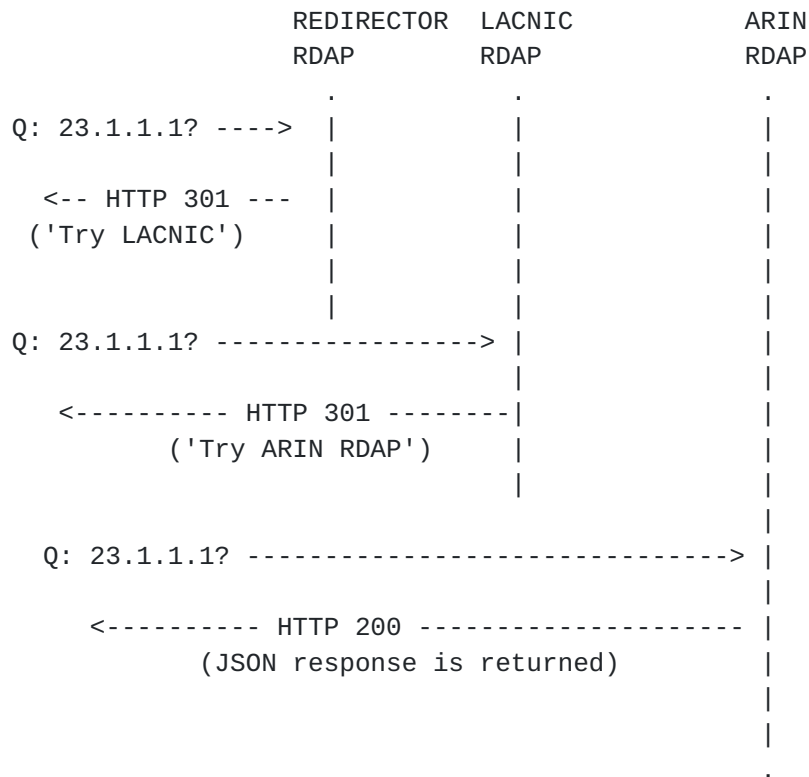 REDIRECTOR LACNIC ARIN
RDAP RDAP RDAP
. . .
Q: 23.1.1.1? ----> | | |
| | |
<-- HTTP 301 --- | | |
('Try LACNIC') | | |
| | |
| | |
Q: 23.1.1.1? -----------------> | |
| |
<---------- HTTP 301 --------| |
('Try ARIN RDAP') | |
| |
|
Q: 23.1.1.1? -------------------------------> |
|
<---------- HTTP 200 --------------------- |
(JSON response is returned) |
|
|
.